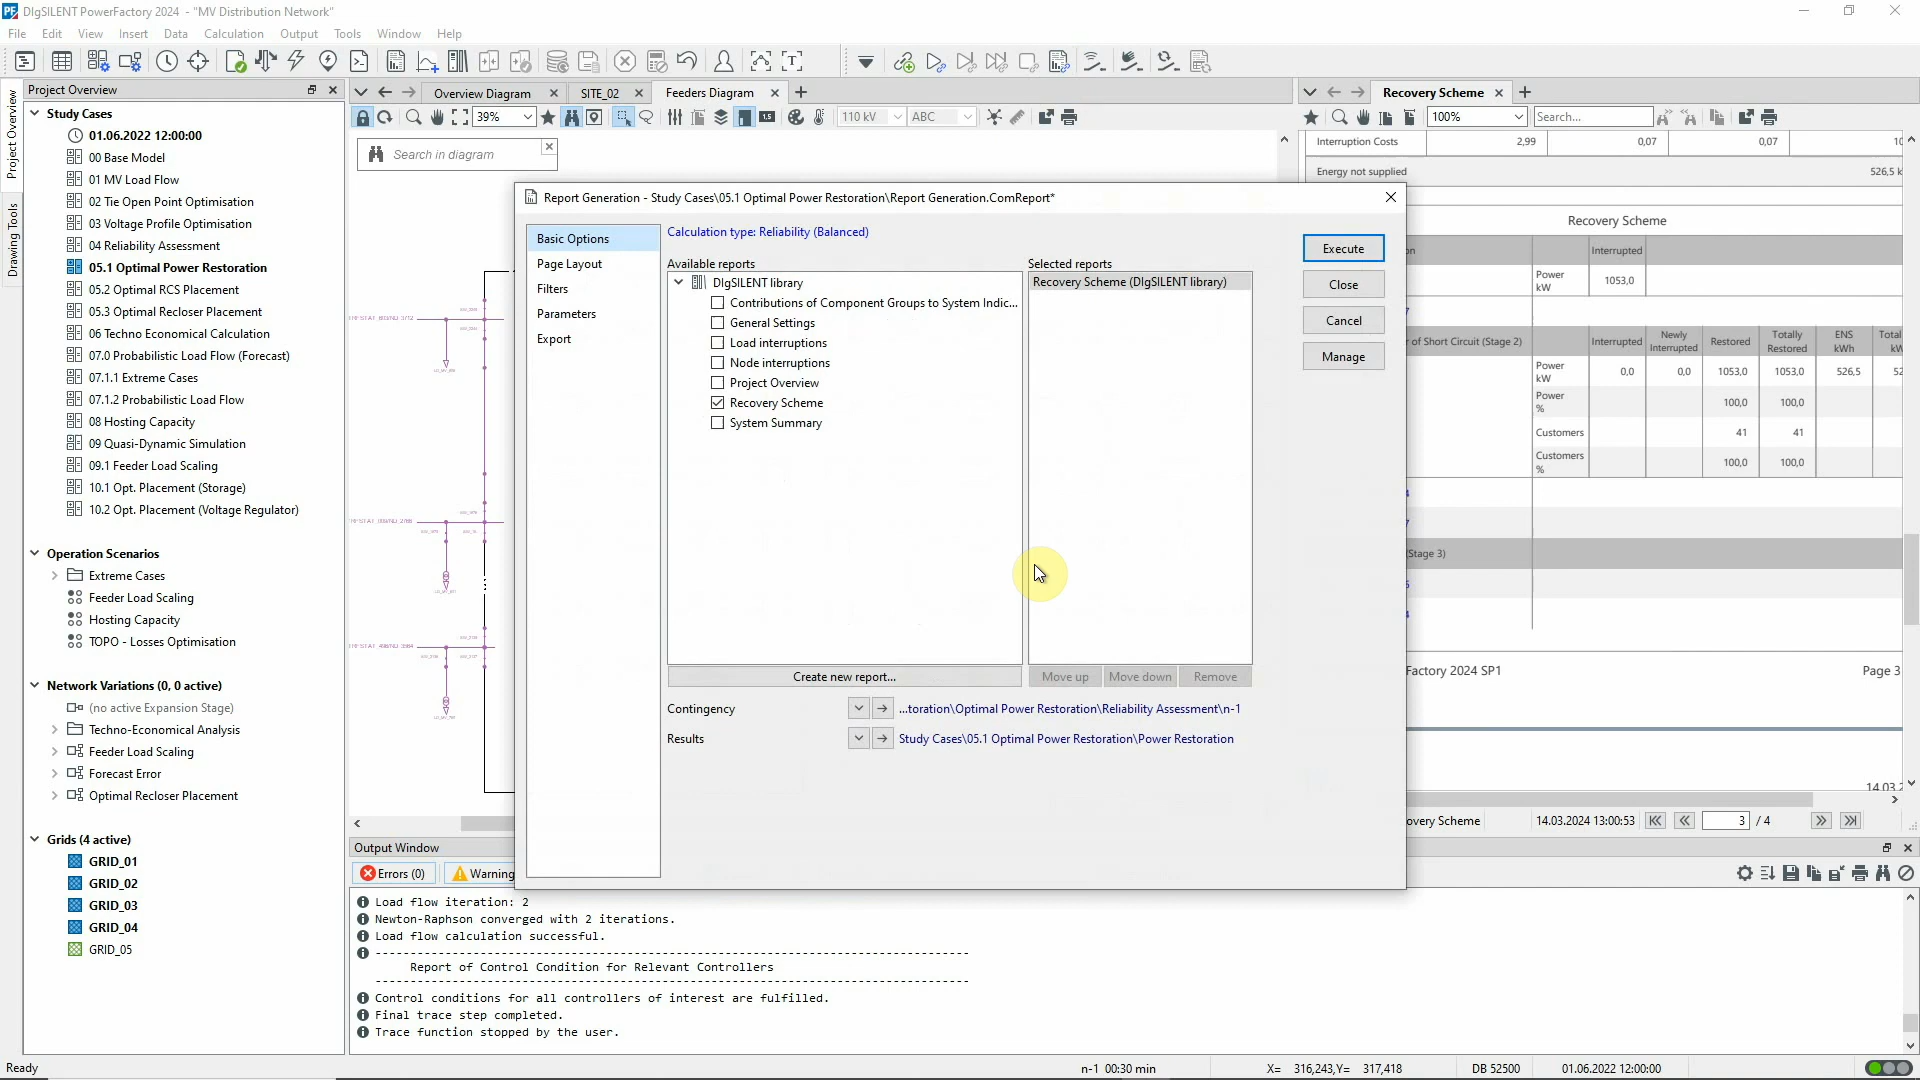 DIgSILENT PowerFactory 2024 - "MV Distribution Network"
File Edit View Insert Data Calculation Output Tools Window Help
Project Overview
Drawing Tools
Project Overview
Study Cases
01.06.2022 12:00:00
00 Base Model
01 MV Load Flow
02 Tie Open Point Optimisation
03 Voltage Profile Optimisation
04 Reliability Assessment
05.1 Optimal Power Restoration
05.2 Optimal RCS Placement
05.3 Optimal Recloser Placement
06 Techno Economical Calculation
07.0 Probabilistic Load Flow (Forecast)
07.1.1 Extreme Cases
07.1.2 Probabilistic Load Flow
08 Hosting Capacity
09 Quasi-Dynamic Simulation
09.1 Feeder Load Scaling
10.1 Opt. Placement (Storage)
10.2 Opt. Placement (Voltage Regulator)
Operation Scenarios
Extreme Cases
Feeder Load Scaling
Hosting Capacity
TOPO - Losses Optimisation
Network Variations (0, 0 active)
(no active Expansion Stage)
Techno-Economical Analysis
Feeder Load Scaling
Forecast Error
Optimal Recloser Placement
Grids (4 active)
GRID_01
GRID_02
GRID_03
GRID_04
GRID_05
Overview Diagram SITE_02 Feeders Diagram
39% 110 kV ABC
Search in diagram
Report Generation - Study Cases\05.1 Optimal Power Restoration\Report Generation.ComReport*
Basic Options
Page Layout
Filters
Parameters
Export
Calculation type: Reliability (Balanced)
Available reports
DIgSILENT library
Contributions of Component Groups to System Indic...
General Settings
Load interruptions
Node interruptions
Project Overview
Recovery Scheme
System Summary
Create new report...
Selected reports
Recovery Scheme (DIgSILENT library)
Move up Move down Remove
Contingency ...toration\Optimal Power Restoration\Reliability Assessment\n-1
Results Study Cases\05.1 Optimal Power Restoration\Power Restoration
Execute
Close
Cancel
Manage
Recovery Scheme
100% Search...
Interruption Costs 2,99 0,07 0,07 10
Energy not supplied 526,5 k
Recovery Scheme
on Interrupted
Power kW 1053,0
r of Short Circuit (Stage 2) Interrupted Newly Interrupted Restored Totally Restored ENS kWh Total kW
Power kW 0,0 0,0 1053,0 1053,0 526,5 52
Power % 100,0 100,0
Customers 41 41
Customers % 100,0 100,0
(Stage 3)
Factory 2024 SP1 Page 3
14.03.2
overy Scheme 14.03.2024 13:00:53 3 / 4
Output Window
Errors (0) Warning
Load flow iteration: 2
Newton-Raphson converged with 2 iterations.
Load flow calculation successful.
Report of Control Condition for Relevant Controllers
Control conditions for all controllers of interest are fulfilled.
Final trace step completed.
Trace function stopped by the user.
Ready n-1 00:30 min X= 316,243,Y= 317,418 DB 52500 01.06.2022 12:00:00